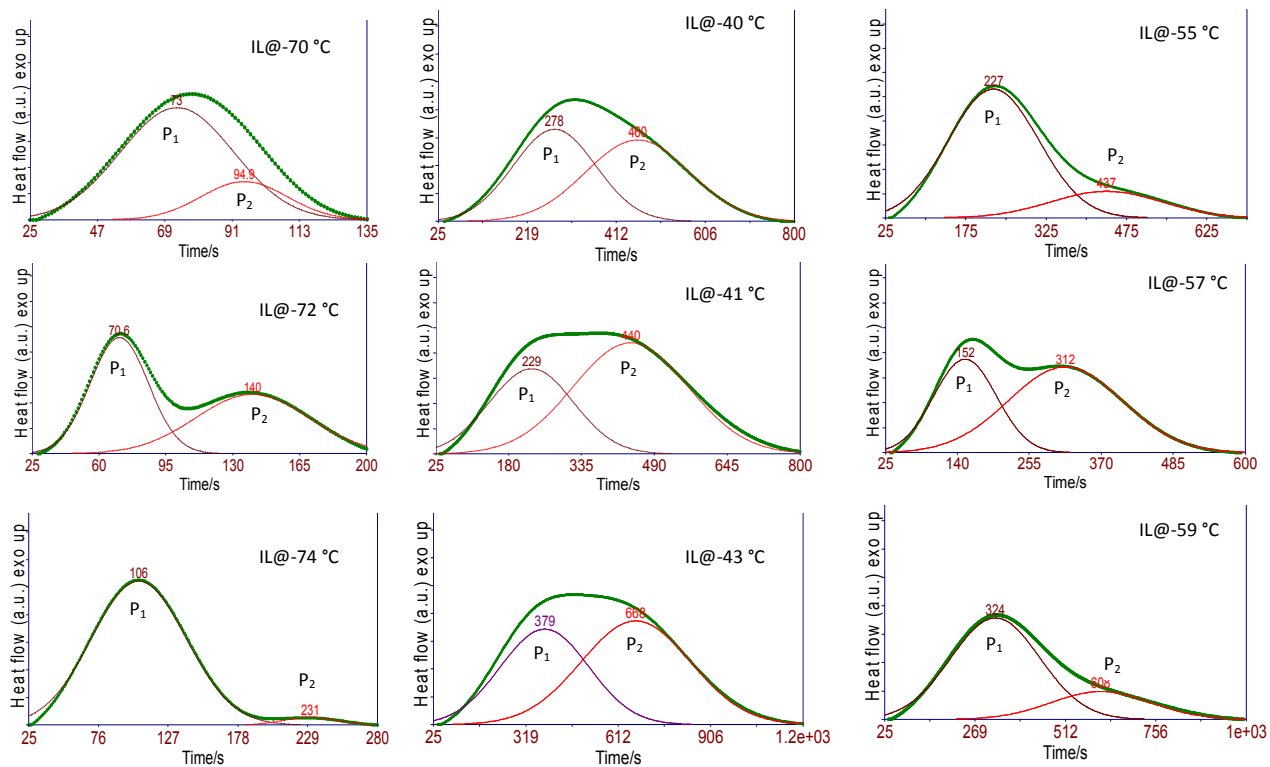 Heat flow (a.u.) exo up
IL@-70 °C
73
P1
94.9
P2
25 47 69 91 113 135
Time/s
Heat flow (a.u.) exo up
IL@-40 °C
278
P1
460
P2
25 219 412 606 800
Time/s
Heat flow (a.u.) exo up
IL@-55 °C
227
P1
P2
437
25 175 325 475 625
Time/s
Heat flow (a.u.) exo up
IL@-72 °C
70.6
P1
140
P2
25 60 95 130 165 200
Time/s
Heat flow (a.u.) exo up
IL@-41 °C
229
P1
440
P2
25 180 335 490 645 800
Time/s
Heat flow (a.u.) exo up
IL@-57 °C
152
P1
312
P2
25 140 255 370 485 600
Time/s
Heat flow (a.u.) exo up
IL@-74 °C
106
P1
P2
231
25 76 127 178 229 280
Time/s
Heat flow (a.u.) exo up
IL@-43 °C
379
P1
668
P2
25 319 612 906 1.2e+03
Time/s
Heat flow (a.u.) exo up
IL@-59 °C
324
P1
P2
608
25 269 512 756 1e+03
Time/s